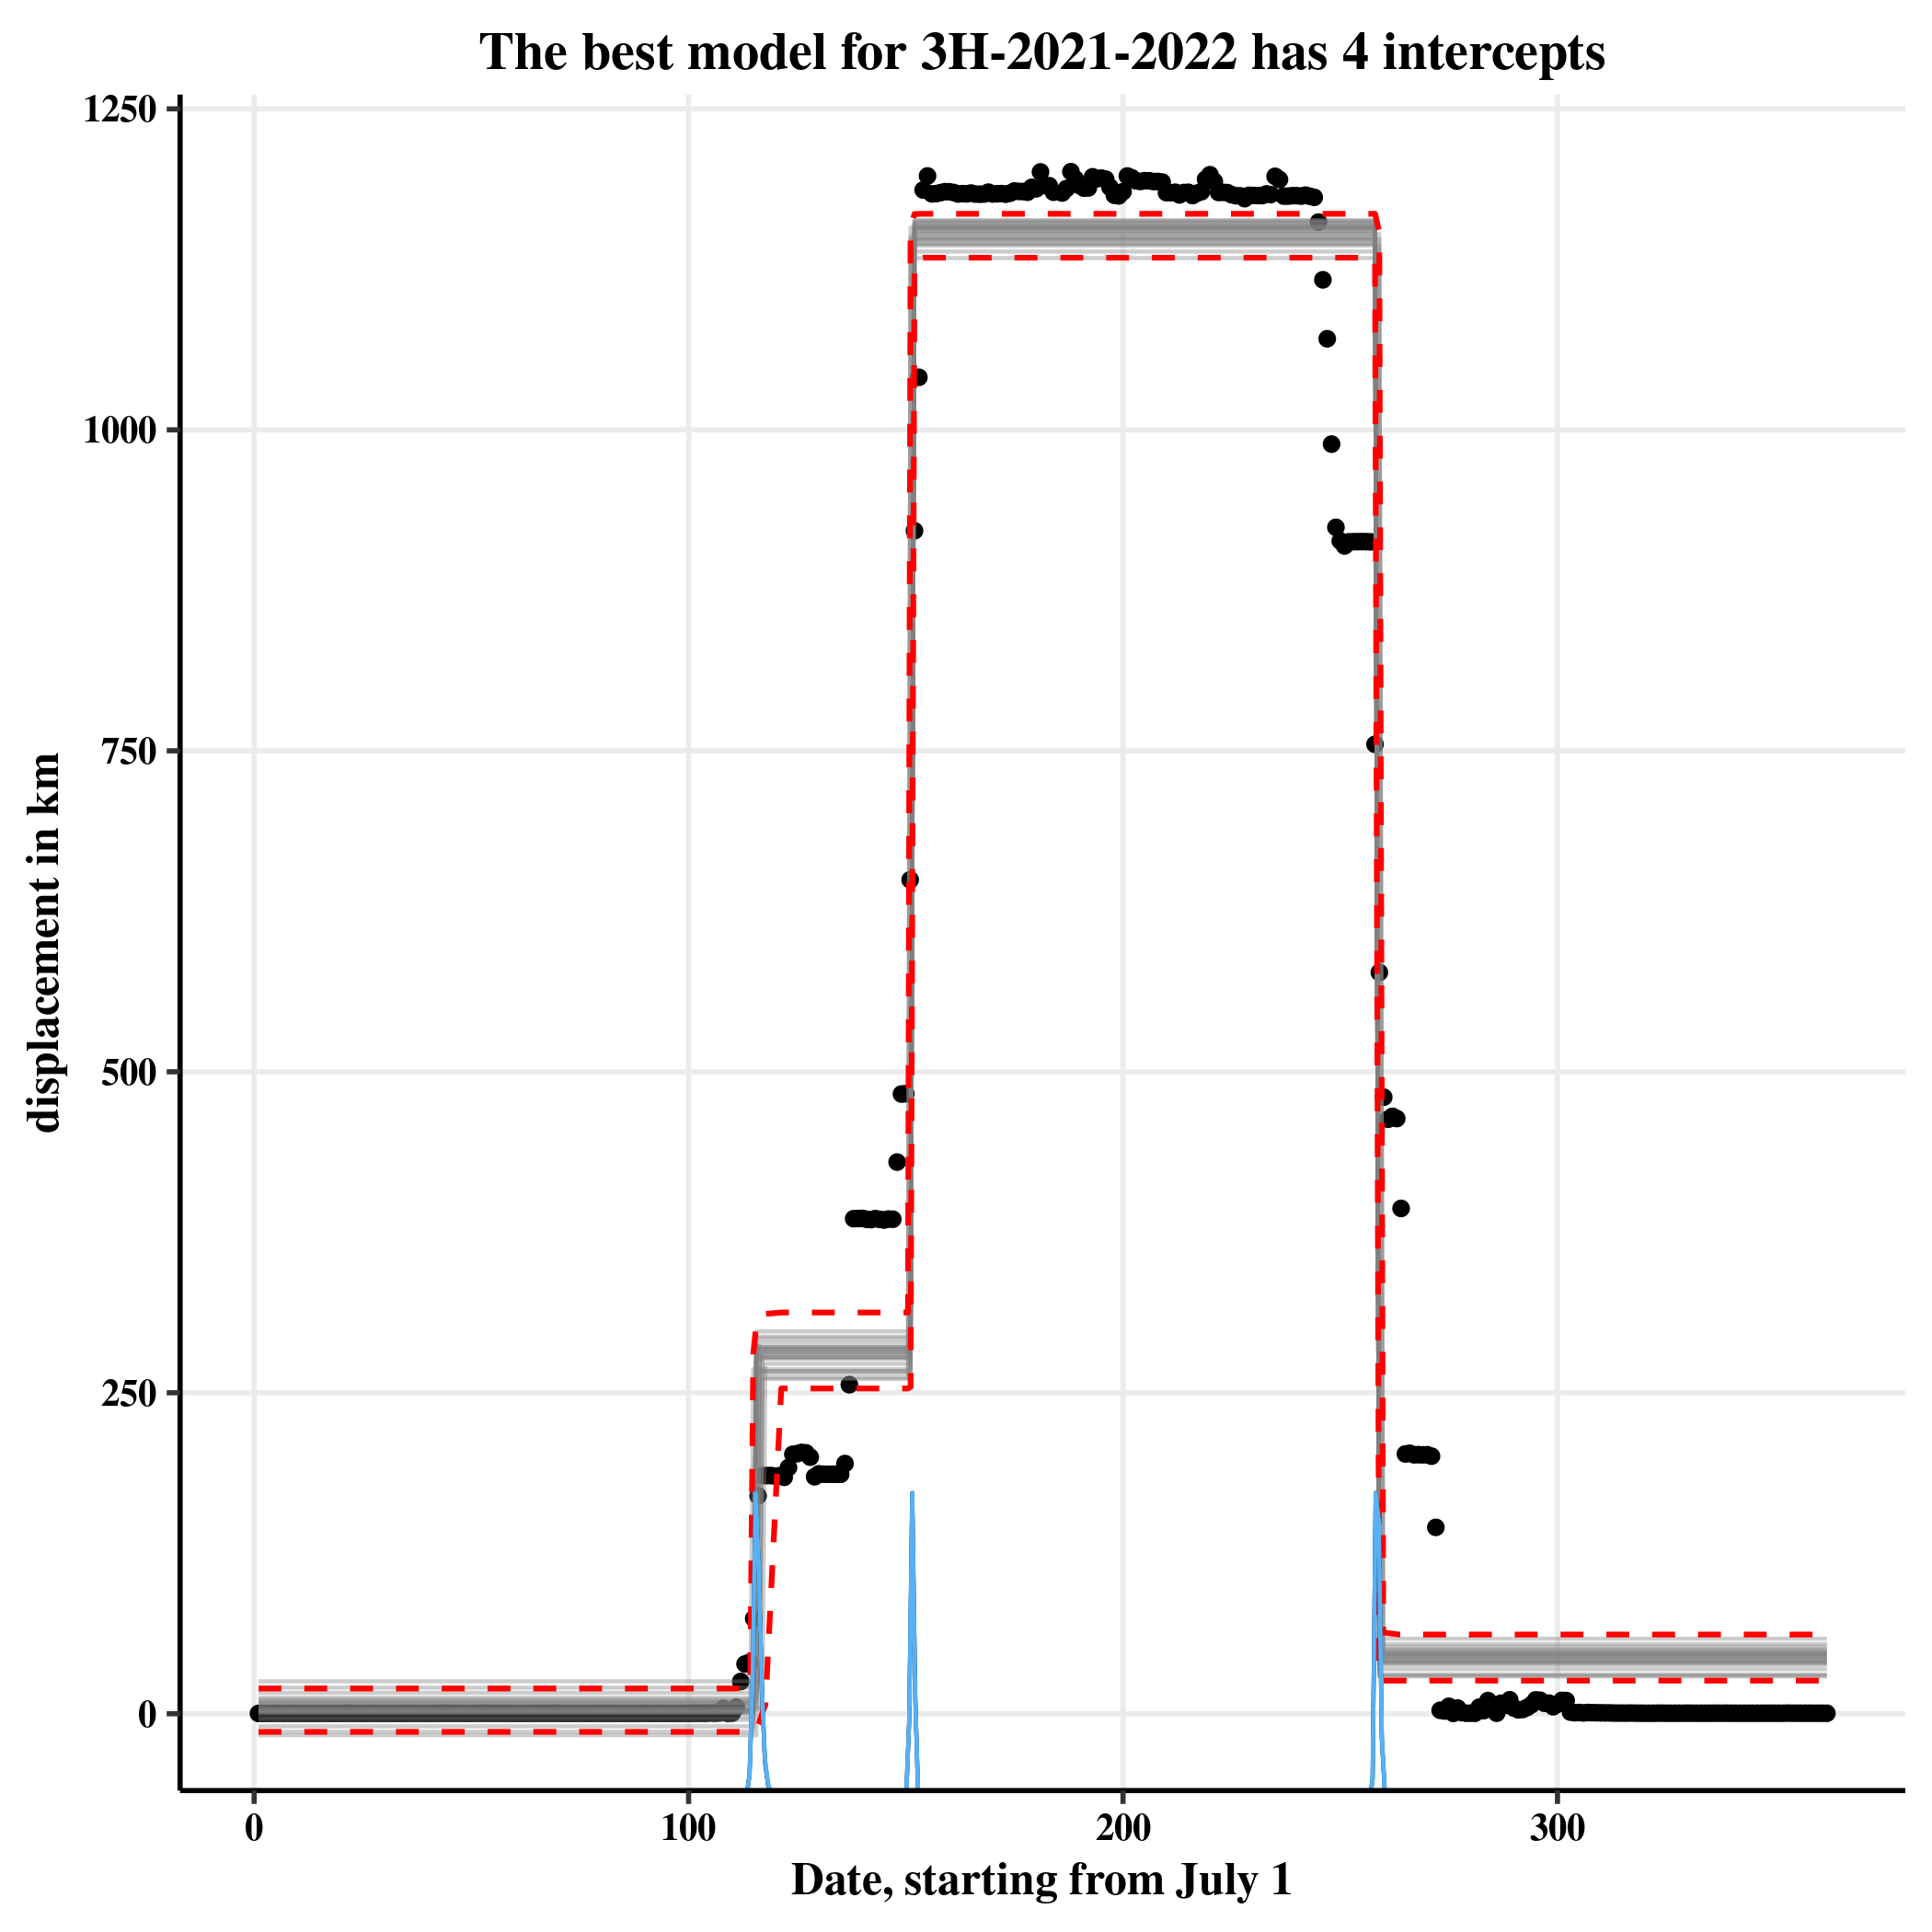 The best model for 3H-2021-2022 has 4 intercepts
1250
1000
750
500
250
0
displacement in km
0 100 200 300
Date, starting from July 1